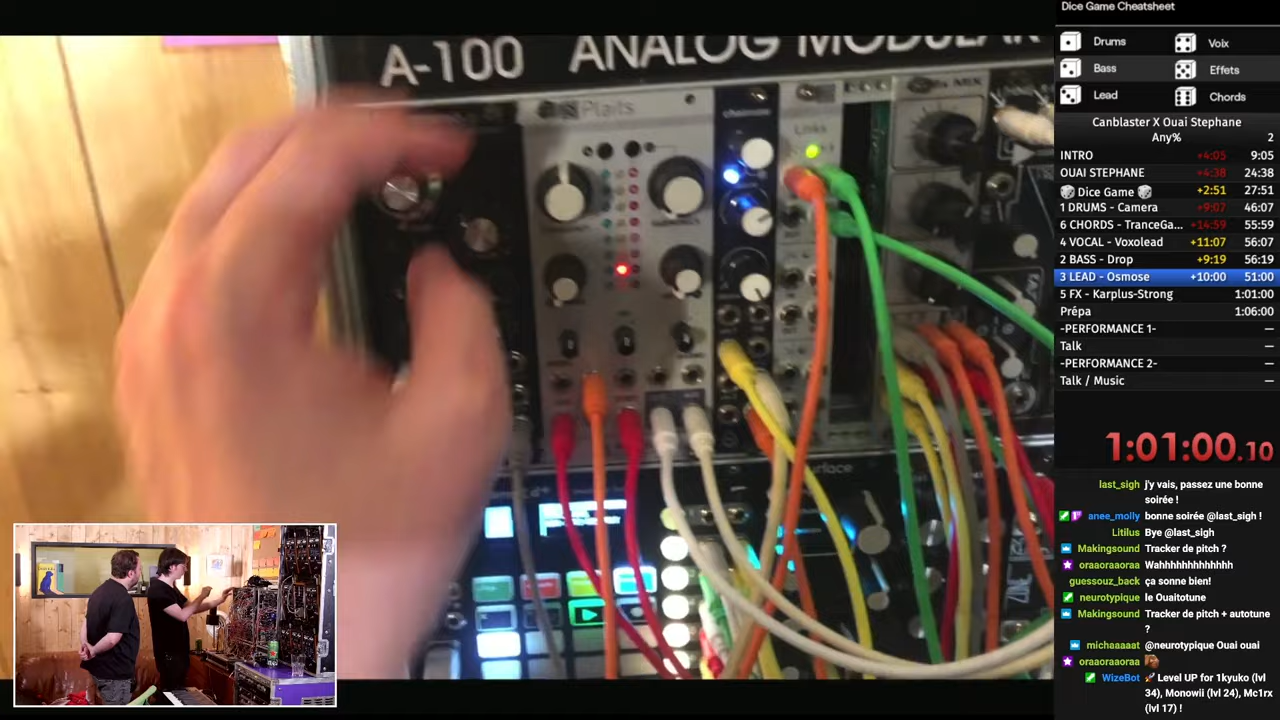 A-100 ANALOG MODULAR
Plaits
Links
Dice Game Cheatsheet
Drums
Voix
Bass
Effets
Lead
Chords
Canblaster X Ouai Stephane
Any% 2
INTRO +4:05 9:05
OUAI STEPHANE +4:38 24:38
🎲 Dice Game 🎲 +2:51 27:51
1 DRUMS - Camera +9:07 46:07
6 CHORDS - TranceGa... +14:59 55:59
4 VOCAL - Voxolead +11:07 56:07
2 BASS - Drop +9:19 56:19
3 LEAD - Osmose +10:00 51:00
5 FX - Karplus-Strong 1:01:00
Prépa 1:06:00
-PERFORMANCE 1- —
Talk —
-PERFORMANCE 2- —
Talk / Music —
1:01:00.10
last_sigh j'y vais, passez une bonne
soirée !
anee_molly bonne soirée @last_sigh !
Litilus Bye @last_sigh
Makingsound Tracker de pitch ?
oraoraoraoraa Wahhhhhhhhhhhhh
guessouz_back ça sonne bien!
neurotypique le Ouaitotune
Makingsound Tracker de pitch + autotune
?
michaaaaat @neurotypique Ouai ouai
oraoraoraoraa
WizeBot Level UP for 1kyuko (lvl
34), Monowii (lvl 24), Mc1rx
(lvl 17) !